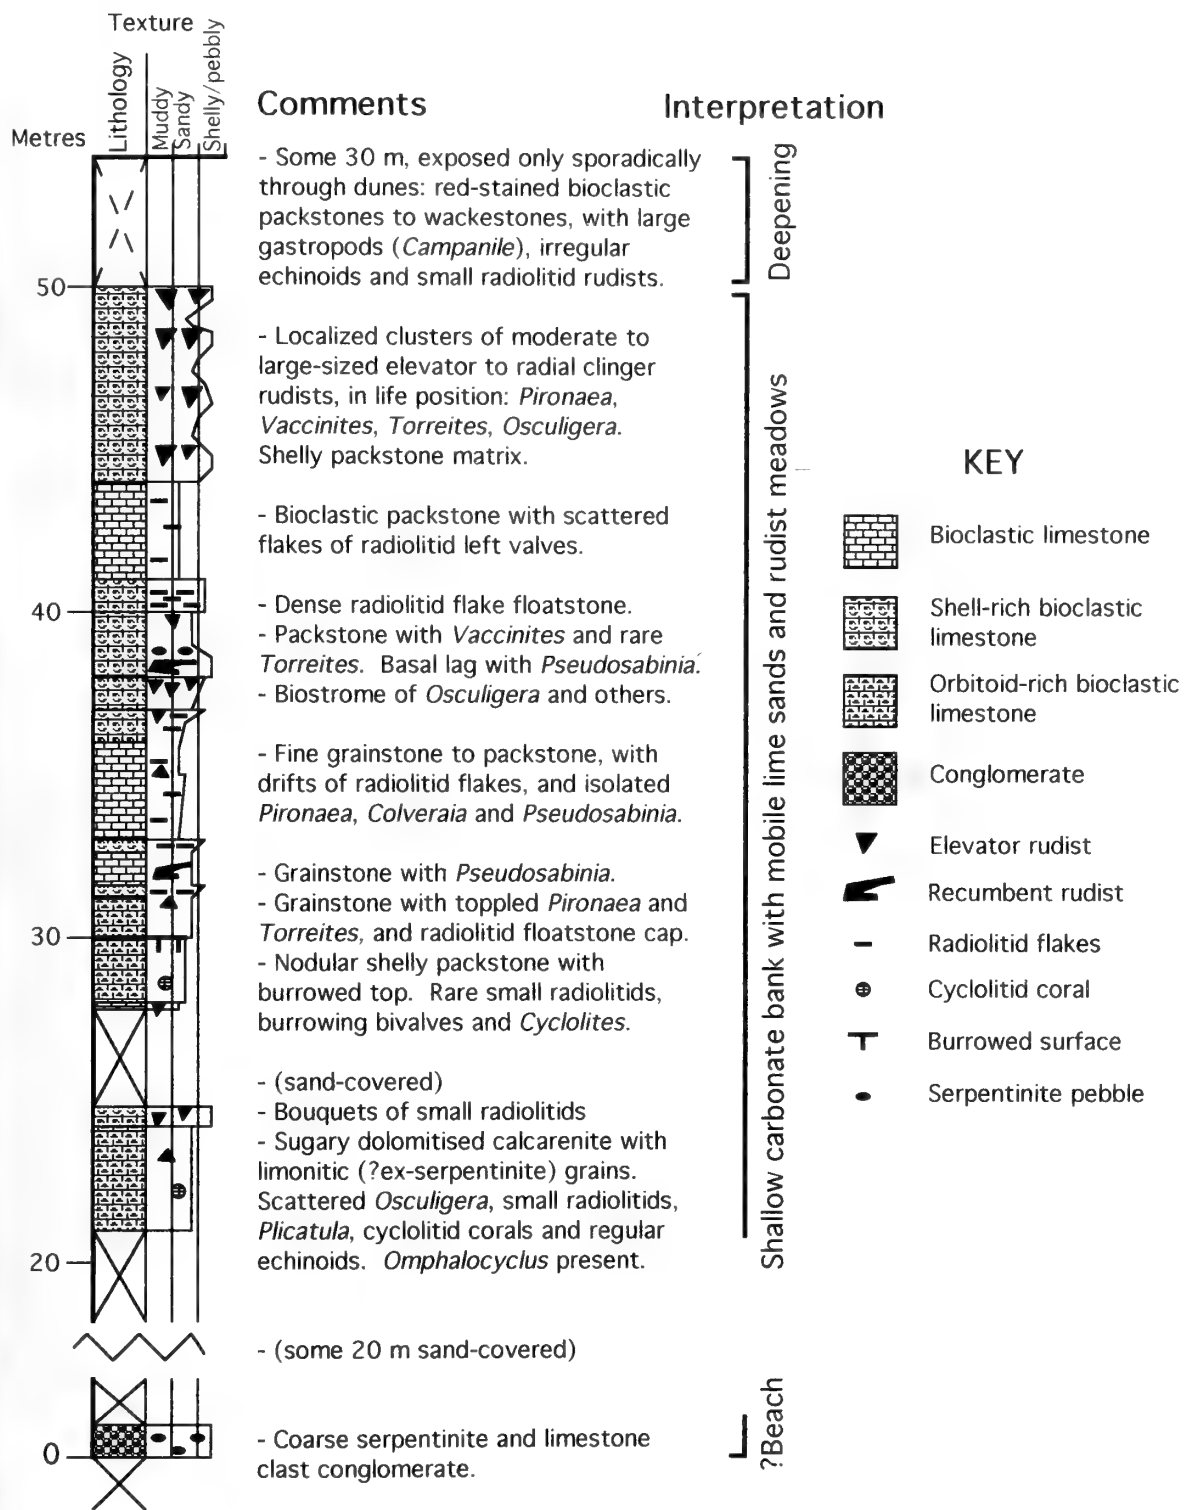 Texture
Metres
Lithology
Muddy
Sandy
Shelly/pebbly
Comments
Interpretation
- Some 30 m, exposed only sporadically
through dunes: red-stained bioclastic
packstones to wackestones, with large
gastropods (Campanile), irregular
echinoids and small radiolitid rudists.
Deepening
50
- Localized clusters of moderate to
large-sized elevator to radial clinger
rudists, in life position: Pironaea,
Vaccinites, Torreites, Osculigera.
Shelly packstone matrix.
- Bioclastic packstone with scattered
flakes of radiolitid left valves.
40
- Dense radiolitid flake floatstone.
- Packstone with Vaccinites and rare
Torreites. Basal lag with Pseudosabinia.
- Biostrome of Osculigera and others.
- Fine grainstone to packstone, with
drifts of radiolitid flakes, and isolated
Pironaea, Colveraia and Pseudosabinia.
- Grainstone with Pseudosabinia.
- Grainstone with toppled Pironaea and
Torreites, and radiolitid floatstone cap.
30
- Nodular shelly packstone with
burrowed top. Rare small radiolitids,
burrowing bivalves and Cyclolites.
- (sand-covered)
- Bouquets of small radiolitids
- Sugary dolomitised calcarenite with
limonitic (?ex-serpentinite) grains.
Scattered Osculigera, small radiolitids,
Plicatula, cyclolitid corals and regular
echinoids. Omphalocyclus present.
20
Shallow carbonate bank with mobile lime sands and rudist meadows
- (some 20 m sand-covered)
0
- Coarse serpentinite and limestone
clast conglomerate.
?Beach
KEY
Bioclastic limestone
Shell-rich bioclastic
limestone
Orbitoid-rich bioclastic
limestone
Conglomerate
Elevator rudist
Recumbent rudist
Radiolitid flakes
Cyclolitid coral
Burrowed surface
Serpentinite pebble